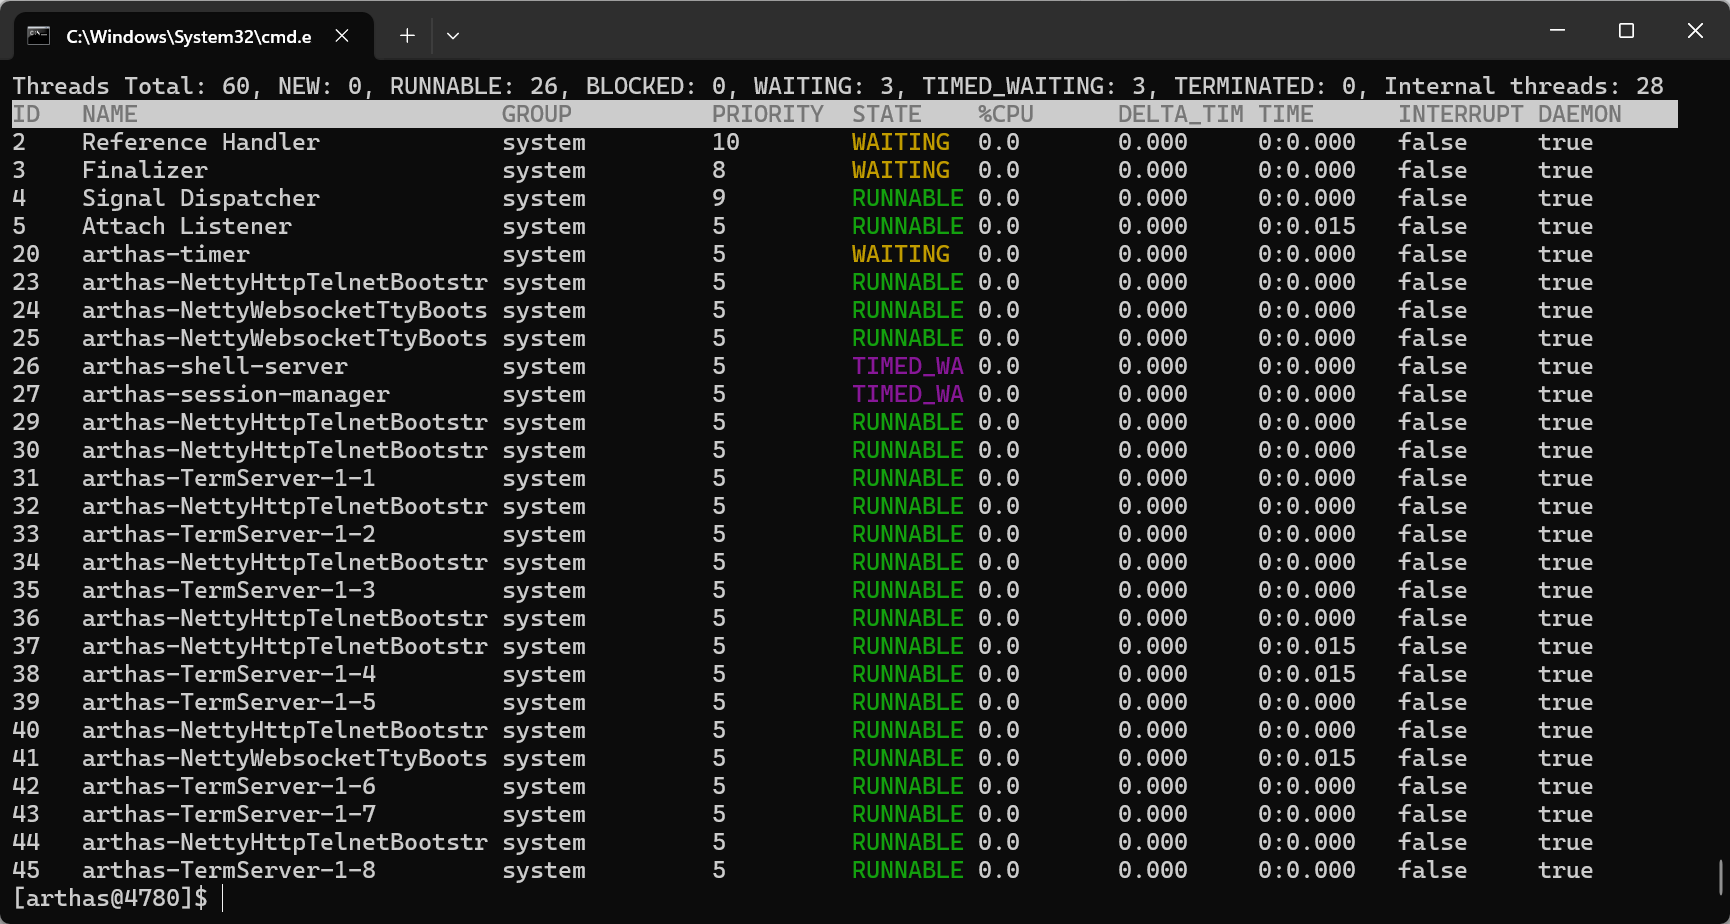 C:\Windows\System32\cmd.e
Threads Total: 60, NEW: 0, RUNNABLE: 26, BLOCKED: 0, WAITING: 3, TIMED_WAITING: 3, TERMINATED: 0, Internal threads: 28
ID NAME GROUP PRIORITY STATE %CPU DELTA_TIM TIME INTERRUPT DAEMON
2 Reference Handler system 10 WAITING 0.0 0.000 0:0.000 false true
3 Finalizer system 8 WAITING 0.0 0.000 0:0.000 false true
4 Signal Dispatcher system 9 RUNNABLE 0.0 0.000 0:0.000 false true
5 Attach Listener system 5 RUNNABLE 0.0 0.000 0:0.015 false true
20 arthas-timer system 5 WAITING 0.0 0.000 0:0.000 false true
23 arthas-NettyHttpTelnetBootstr system 5 RUNNABLE 0.0 0.000 0:0.000 false true
24 arthas-NettyWebsocketTtyBoots system 5 RUNNABLE 0.0 0.000 0:0.000 false true
25 arthas-NettyWebsocketTtyBoots system 5 RUNNABLE 0.0 0.000 0:0.000 false true
26 arthas-shell-server system 5 TIMED_WA 0.0 0.000 0:0.000 false true
27 arthas-session-manager system 5 TIMED_WA 0.0 0.000 0:0.000 false true
29 arthas-NettyHttpTelnetBootstr system 5 RUNNABLE 0.0 0.000 0:0.000 false true
30 arthas-NettyHttpTelnetBootstr system 5 RUNNABLE 0.0 0.000 0:0.000 false true
31 arthas-TermServer-1-1 system 5 RUNNABLE 0.0 0.000 0:0.000 false true
32 arthas-NettyHttpTelnetBootstr system 5 RUNNABLE 0.0 0.000 0:0.000 false true
33 arthas-TermServer-1-2 system 5 RUNNABLE 0.0 0.000 0:0.000 false true
34 arthas-NettyHttpTelnetBootstr system 5 RUNNABLE 0.0 0.000 0:0.000 false true
35 arthas-TermServer-1-3 system 5 RUNNABLE 0.0 0.000 0:0.000 false true
36 arthas-NettyHttpTelnetBootstr system 5 RUNNABLE 0.0 0.000 0:0.000 false true
37 arthas-NettyHttpTelnetBootstr system 5 RUNNABLE 0.0 0.000 0:0.015 false true
38 arthas-TermServer-1-4 system 5 RUNNABLE 0.0 0.000 0:0.015 false true
39 arthas-TermServer-1-5 system 5 RUNNABLE 0.0 0.000 0:0.000 false true
40 arthas-NettyHttpTelnetBootstr system 5 RUNNABLE 0.0 0.000 0:0.000 false true
41 arthas-NettyWebsocketTtyBoots system 5 RUNNABLE 0.0 0.000 0:0.015 false true
42 arthas-TermServer-1-6 system 5 RUNNABLE 0.0 0.000 0:0.000 false true
43 arthas-TermServer-1-7 system 5 RUNNABLE 0.0 0.000 0:0.000 false true
44 arthas-NettyHttpTelnetBootstr system 5 RUNNABLE 0.0 0.000 0:0.000 false true
45 arthas-TermServer-1-8 system 5 RUNNABLE 0.0 0.000 0:0.000 false true
[arthas@4780]$